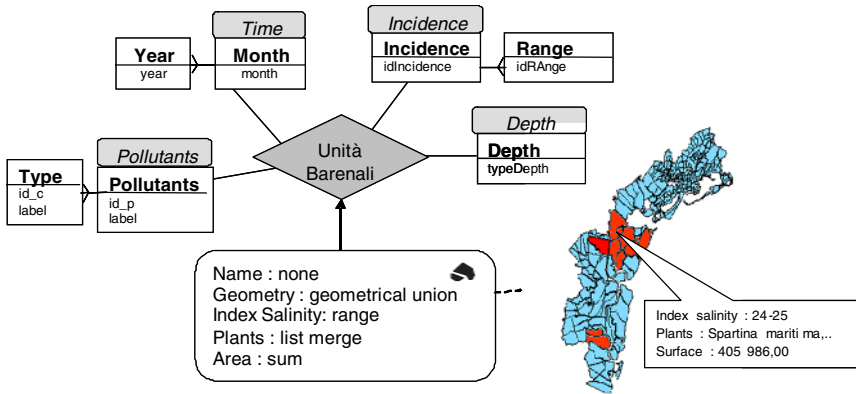 Time
Year
year
Month
month
Incidence
Incidence
idIncidence
Range
idRAnge
Depth
Depth
typeDepth
Unità
Barenali
Pollutants
Type
id_c
label
Pollutants
id_p
label
Name : none
Geometry : geometrical union
Index Salinity: range
Plants : list merge
Area : sum
Index salinity : 24-25
Plants : Spartina mariti ma,..
Surface : 405 986,00